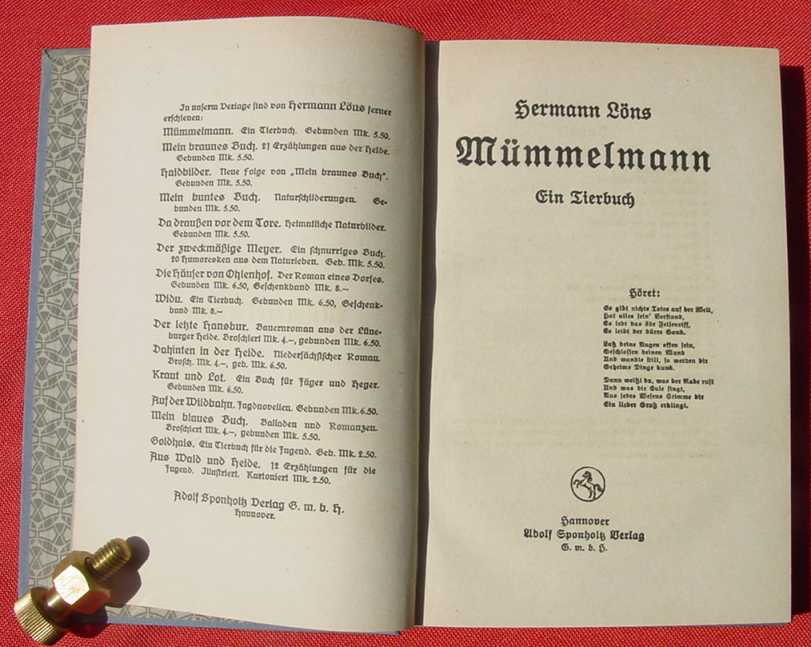 In unserm Verlage sind von Hermann Löns ferner
erschienen:
Mümmelmann. Ein Tierbuch. Gebunden Mk. 5.50.
Mein braunes Buch. 21 Erzählungen aus der Heide.
Gebunden Mk. 5.50.
Haidbilder. Neue Folge von „Mein braunes Buch“.
Gebunden Mk. 5.50.
Mein buntes Buch. Naturschilderungen. Ge-
bunden Mk. 5.50.
Da draußen vor dem Tore. Heimatliche Naturbilder.
Gebunden Mk. 5.50.
Der zweckmäßige Meyer. Ein schnurriges Buch.
20 Humoresken aus dem Naturleben. Geb. Mk. 5.50.
Die Häuser von Ohlenhof. Der Roman eines Dorfes.
Gebunden Mk. 6.50, Geschenkband Mk. 8.—
Widu. Ein Tierbuch. Gebunden Mk. 6.50, Geschenk-
band Mk. 8.—
Der letzte Hansbur. Bauernroman aus der Lüne-
burger Heide. Broschiert Mk. 4.—, gebunden Mk. 6.50.
Dahinten in der Heide. Niedersächsischer Roman.
Brosch. Mk. 4.—, geb. Mk. 6.50.
Kraut und Lot. Ein Buch für Jäger und Heger.
Gebunden Mk. 6.50.
Auf der Wildbahn. Jagdnovellen. Gebunden Mk. 6.50.
Mein blaues Buch. Balladen und Romanzen.
Broschiert Mk. 4.—, gebunden Mk. 5.50.
Goldhals. Ein Tierbuch für die Jugend. Geb. Mk. 2.50.
Aus Wald und Heide. 12 Erzählungen für die
Jugend. Illustriert. Kartoniert Mk. 2.50.
Adolf Sponholtz Verlag G. m. b. H.
Hannover.
Hermann Löns
Mümmelmann
Ein Tierbuch
Höret:
Es gibt nichts Totes auf der Welt,
Hat alles sein' Verstand,
Es lebt das öde Felsenriff,
Es lebt der dürre Sand.
Laß deine Augen offen sein,
Geschlossen deinen Mund
Und wandle still, so werden dir
Geheime Dinge kund.
Dann weißt du, was der Rabe ruft
Und was die Eule singt,
Aus jedes Wesens Stimme dir
Ein lieber Gruß erklingt.
Hannover
Adolf Sponholtz Verlag
G. m. b. H.